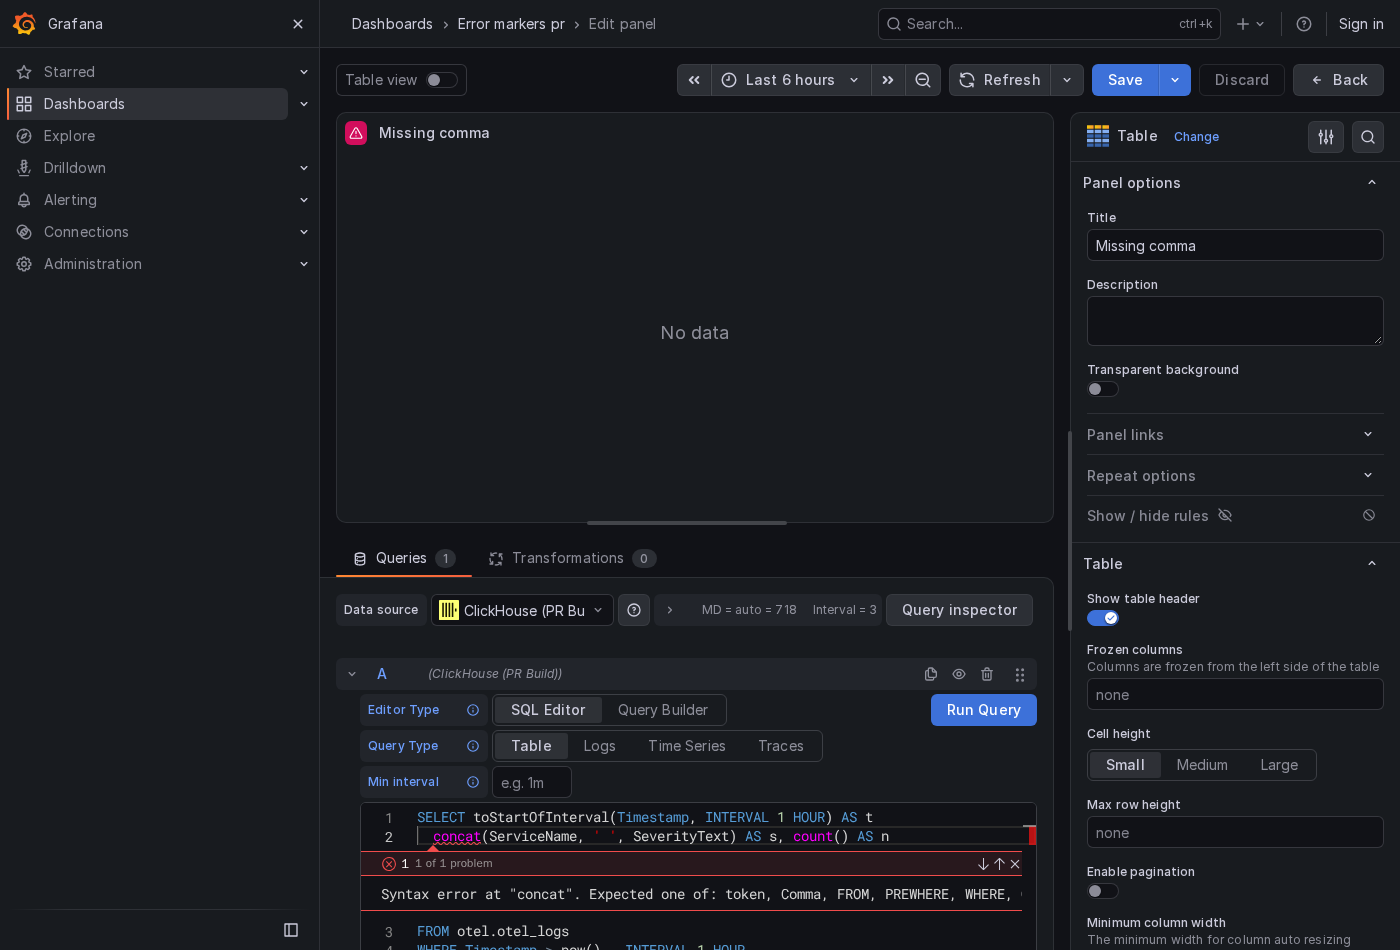 Grafana
Dashboards
Error markers pr
Edit panel
Search...
ctrl+k
Sign in
Starred
Dashboards
Explore
Drilldown
Alerting
Connections
Administration
Table view
Last 6 hours
Refresh
Save
Discard
Back
Missing comma
No data
Table
Change
Panel options
Title
Missing comma
Description
Transparent background
Panel links
Repeat options
Show / hide rules
Table
Show table header
Frozen columns
Columns are frozen from the left side of the table
none
Cell height
Small
Medium
Large
Max row height
none
Enable pagination
Minimum column width
The minimum width for column auto resizing
Queries
1
Transformations
0
Data source
ClickHouse (PR Bu
MD = auto = 718
Interval = 3
Query inspector
A
(ClickHouse (PR Build))
Editor Type
SQL Editor
Query Builder
Run Query
Query Type
Table
Logs
Time Series
Traces
Min interval
e.g. 1m
1 SELECT toStartOfInterval(Timestamp, INTERVAL 1 HOUR) AS t
2 concat(ServiceName, ' ', SeverityText) AS s, count() AS n
1 1 of 1 problem
Syntax error at "concat". Expected one of: token, Comma, FROM, PREWHERE, WHERE,
3 FROM otel.otel_logs
4 WHERE Timestamp > now() - INTERVAL 1 HOUR